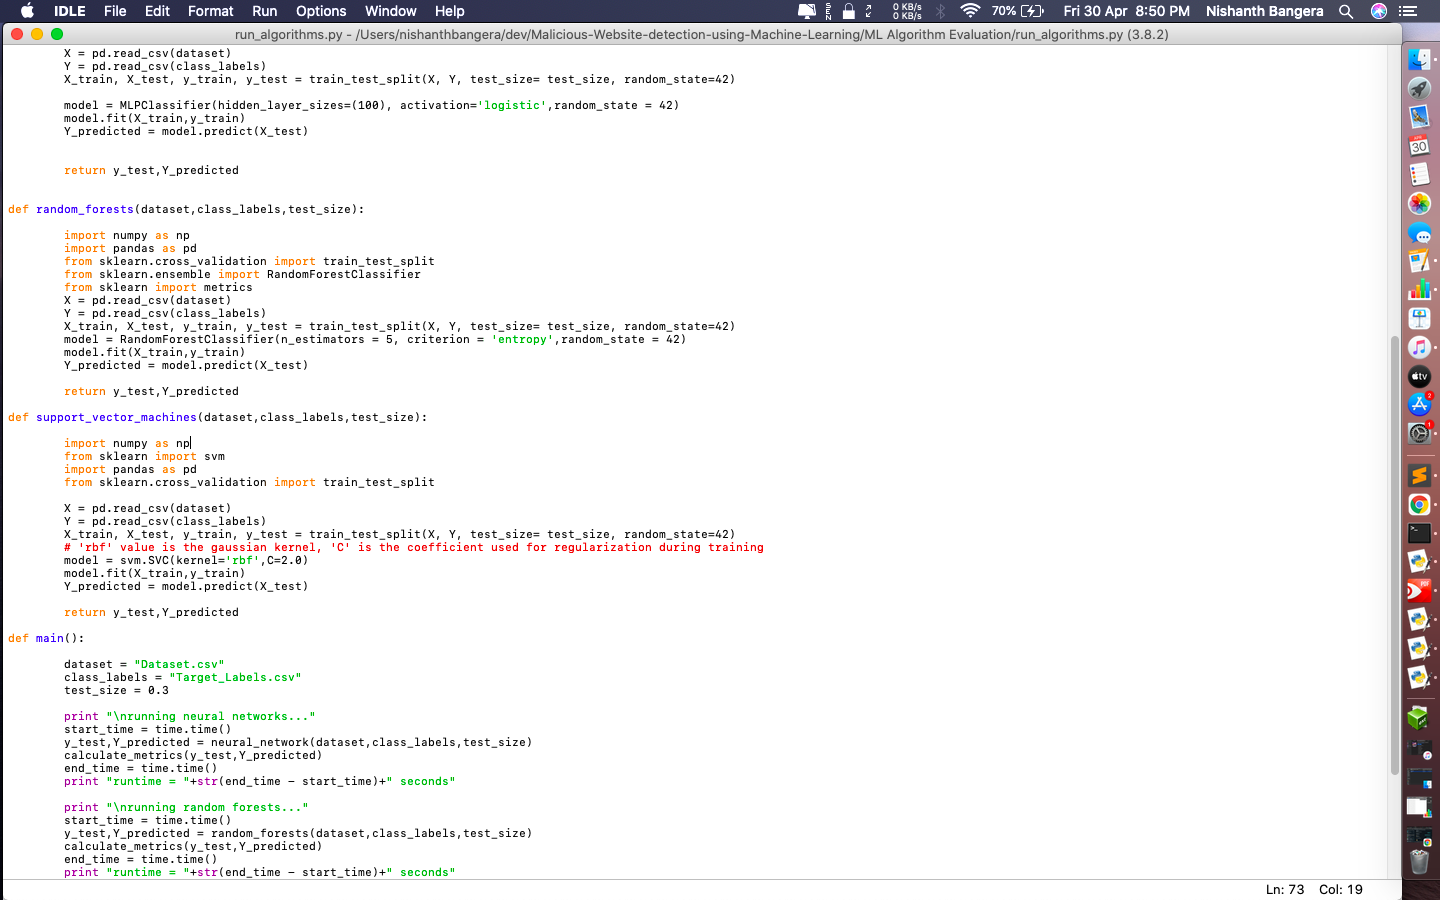 IDLE File Edit Format Run Options Window Help 0 KB/s 0 KB/s 70% Fri 30 Apr 8:50 PM Nishanth Bangera
run_algorithms.py - /Users/nishanthbangera/dev/Malicious-Website-detection-using-Machine-Learning/ML Algorithm Evaluation/run_algorithms.py (3.8.2)
X = pd.read_csv(dataset)
Y = pd.read_csv(class_labels)
X_train, X_test, y_train, y_test = train_test_split(X, Y, test_size= test_size, random_state=42)
model = MLPClassifier(hidden_layer_sizes=(100), activation='logistic',random_state = 42)
model.fit(X_train,y_train)
Y_predicted = model.predict(X_test)
return y_test,Y_predicted
def random_forests(dataset,class_labels,test_size):
import numpy as np
import pandas as pd
from sklearn.cross_validation import train_test_split
from sklearn.ensemble import RandomForestClassifier
from sklearn import metrics
X = pd.read_csv(dataset)
Y = pd.read_csv(class_labels)
X_train, X_test, y_train, y_test = train_test_split(X, Y, test_size= test_size, random_state=42)
model = RandomForestClassifier(n_estimators = 5, criterion = 'entropy',random_state = 42)
model.fit(X_train,y_train)
Y_predicted = model.predict(X_test)
return y_test,Y_predicted
def support_vector_machines(dataset,class_labels,test_size):
import numpy as np
from sklearn import svm
import pandas as pd
from sklearn.cross_validation import train_test_split
X = pd.read_csv(dataset)
Y = pd.read_csv(class_labels)
X_train, X_test, y_train, y_test = train_test_split(X, Y, test_size= test_size, random_state=42)
# 'rbf' value is the gaussian kernel, 'C' is the coefficient used for regularization during training
model = svm.SVC(kernel='rbf',C=2.0)
model.fit(X_train,y_train)
Y_predicted = model.predict(X_test)
return y_test,Y_predicted
def main():
dataset = "Dataset.csv"
class_labels = "Target_Labels.csv"
test_size = 0.3
print "\nrunning neural networks..."
start_time = time.time()
y_test,Y_predicted = neural_network(dataset,class_labels,test_size)
calculate_metrics(y_test,Y_predicted)
end_time = time.time()
print "runtime = "+str(end_time - start_time)+" seconds"
print "\nrunning random forests..."
start_time = time.time()
y_test,Y_predicted = random_forests(dataset,class_labels,test_size)
calculate_metrics(y_test,Y_predicted)
end_time = time.time()
print "runtime = "+str(end_time - start_time)+" seconds"
Ln: 73 Col: 19
30
tv
2
1